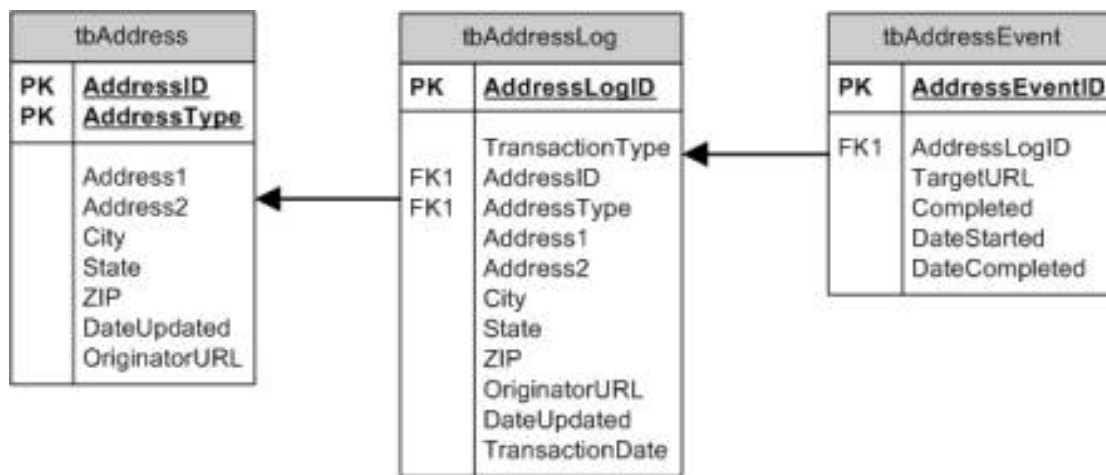 tbAddress
PK AddressID
PK AddressType
Address1
Address2
City
State
ZIP
DateUpdated
OriginatorURL
tbAddressLog
PK AddressLogID
TransactionType
FK1 AddressID
FK1 AddressType
Address1
Address2
City
State
ZIP
OriginatorURL
DateUpdated
TransactionDate
tbAddressEvent
PK AddressEventID
FK1 AddressLogID
TargetURL
Completed
DateStarted
DateCompleted